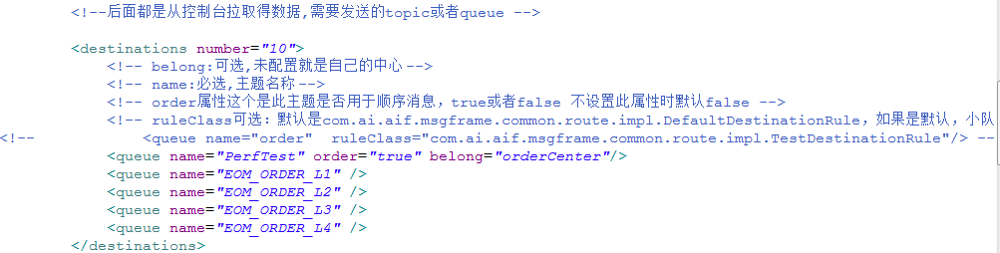 <!--后面都是从控制台拉取得数据,需要发送的topic或者queue -->
<destinations number="10">
<!-- belong:可选,未配置就是自己的中心-->
<!-- name:必选,主题名称-->
<!-- order属性这个是此主题是否用于顺序消息，true或者false 不设置此属性时默认false -->
<!-- ruleClass可选：默认是com.ai.aif.msgframe.common.route.impl.DefaultDestinationRule，如果是默认，小队
<!-- <queue name="order" ruleClass="com.ai.aif.msgframe.common.route.impl.TestDestinationRule"/> --
<queue name="PerfTest" order="true" belong="orderCenter"/>
<queue name="EOM_ORDER_L1" />
<queue name="EOM_ORDER_L2" />
<queue name="EOM_ORDER_L3" />
<queue name="EOM_ORDER_L4" />
</destinations>